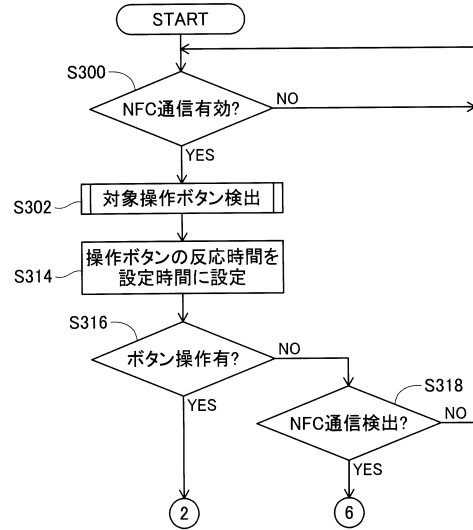 START
S300
NFC通信有効?
NO
YES
S302
対象操作ボタン検出
S314
操作ボタンの反応時間を
設定時間に設定
S316
ボタン操作有?
NO
S318
YES
NFC通信検出?
NO
YES
2
6